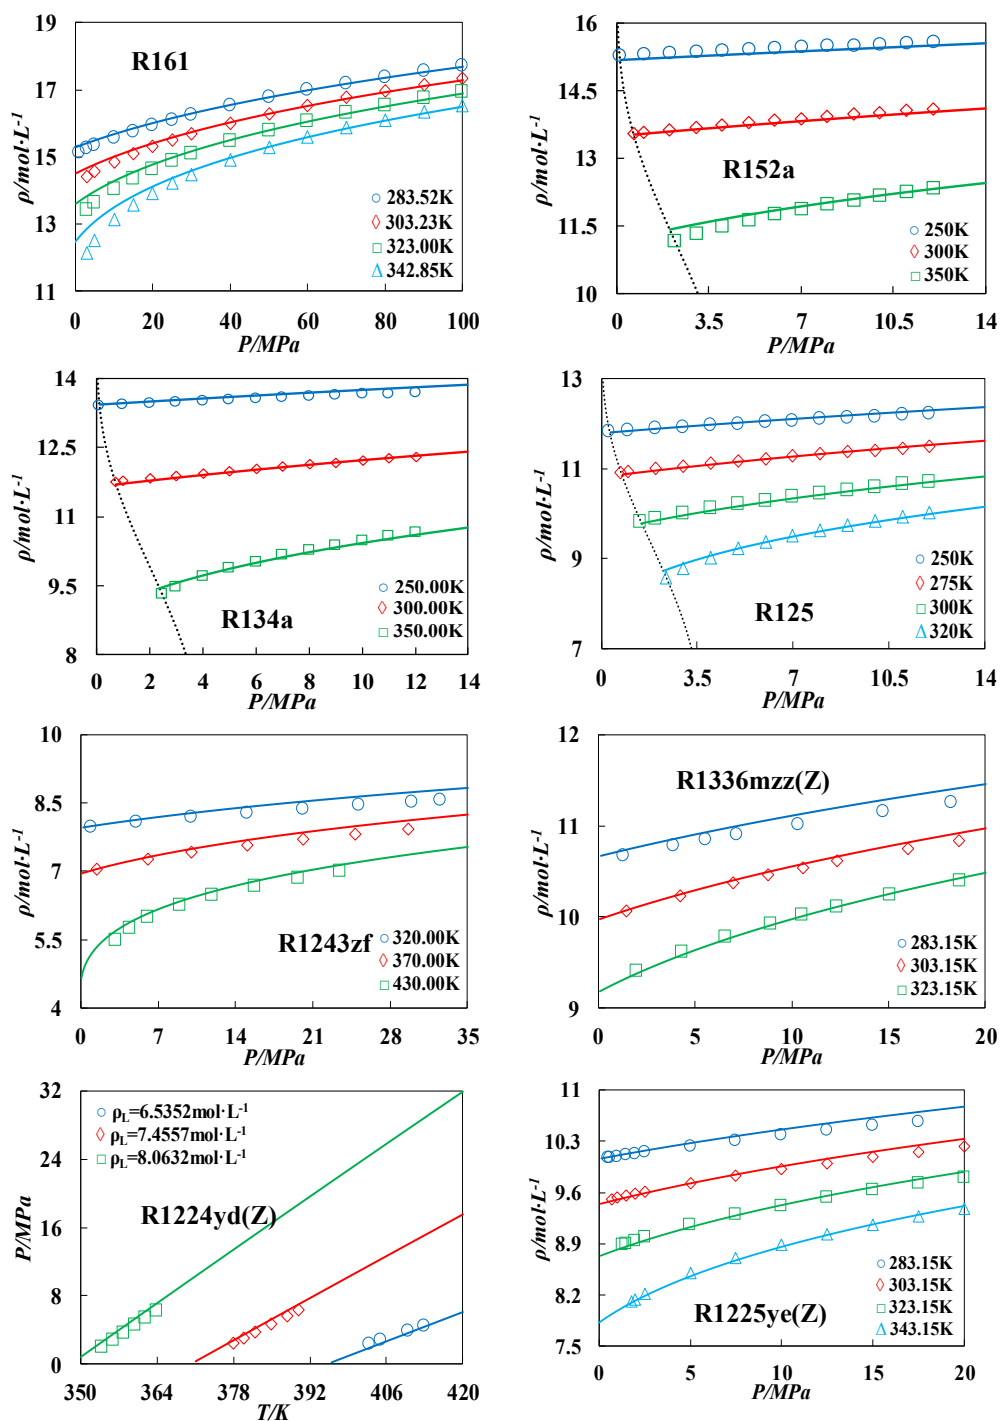 19
17
15
13
11
0
20
40
60
80
100
ρ/mol·L⁻¹
P/MPa
R161
283.52K
303.23K
323.00K
342.85K
16
14.5
13
11.5
10
0
3.5
7
10.5
14
ρ/mol·L⁻¹
P/MPa
R152a
250K
300K
350K
14
12.5
11
9.5
8
0
2
4
6
8
10
12
14
ρ/mol·L⁻¹
P/MPa
R134a
250.00K
300.00K
350.00K
13
11
9
7
0
3.5
7
10.5
14
ρ/mol·L⁻¹
P/MPa
R125
250K
275K
300K
320K
10
8.5
7
5.5
4
0
7
14
21
28
35
ρ/mol·L⁻¹
P/MPa
R1243zf
320.00K
370.00K
430.00K
12
11
10
9
0
5
10
15
20
ρ/mol·L⁻¹
P/MPa
R1336mzz(Z)
283.15K
303.15K
323.15K
32
24
16
8
0
350
364
378
392
406
420
P/MPa
T/K
ρL=6.5352mol·L⁻¹
ρL=7.4557mol·L⁻¹
ρL=8.0632mol·L⁻¹
R1224yd(Z)
11
10.3
9.6
8.9
8.2
7.5
0
5
10
15
20
ρ/mol·L⁻¹
P/MPa
R1225ye(Z)
283.15K
303.15K
323.15K
343.15K